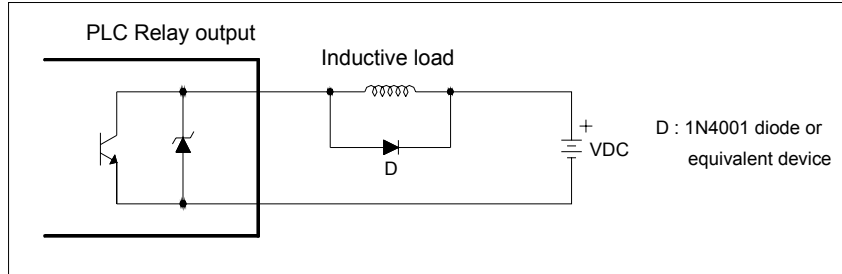 PLC Relay output
Inductive load
D
+
VDC
D : 1N4001 diode or
equivalent device